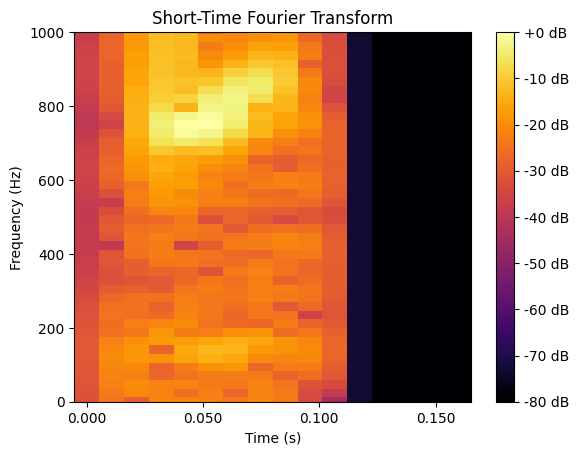 Short-Time Fourier Transform
1000
800
600
400
200
0
Frequency (Hz)
0.000
0.050
0.100
0.150
Time (s)
+0 dB
-10 dB
-20 dB
-30 dB
-40 dB
-50 dB
-60 dB
-70 dB
-80 dB